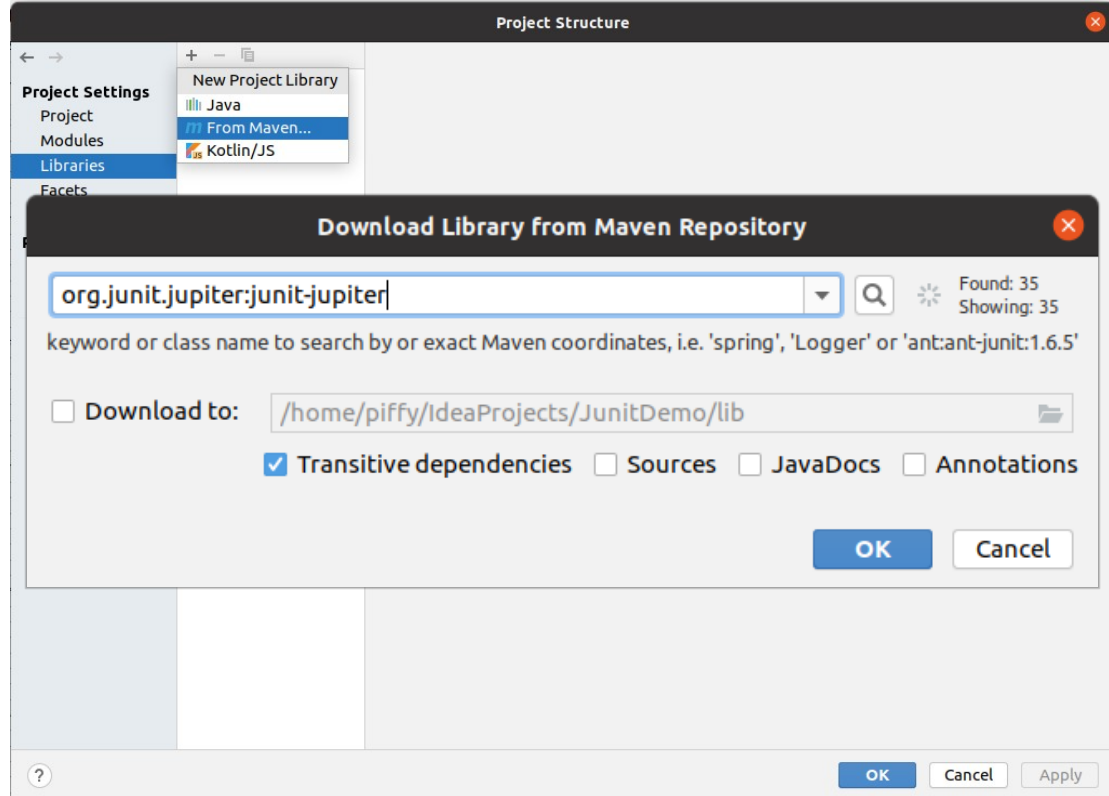 Project Structure
New Project Library
Project Settings
Java
Project
From Maven...
Modules
Kotlin/JS
Libraries
Facets
Download Library from Maven Repository
org.junit.jupiter:junit-jupiter
Found: 35
Showing: 35
keyword or class name to search by or exact Maven coordinates, i.e. 'spring', 'Logger' or 'ant:ant-junit:1.6.5'
Download to:
/home/piffy/IdeaProjects/JunitDemo/lib
Transitive dependencies
Sources
JavaDocs
Annotations
OK
Cancel
?
OK
Cancel
Apply